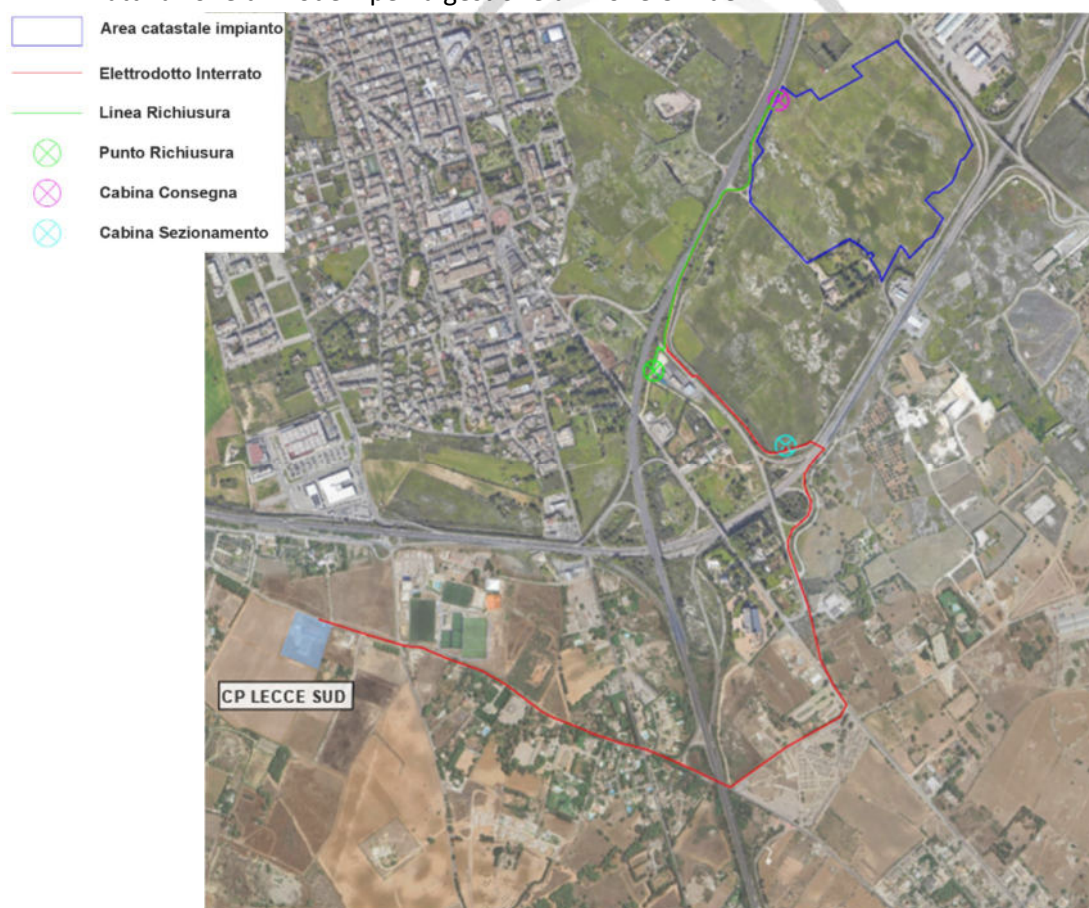 Area catastale impianto
Elettrodotto Interrato
Linea Richiusura
Punto Richiusura
Cabina Consegna
Cabina Sezionamento
CP LECCE SUD